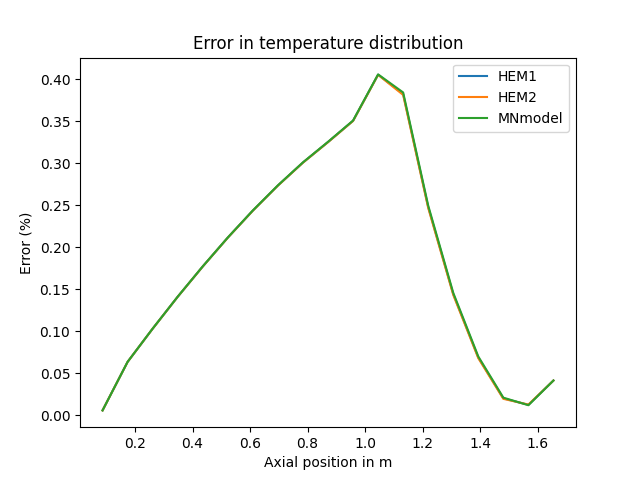 Error in temperature distribution
HEM1
HEM2
MNmodel
Error (%)
0.40
0.35
0.30
0.25
0.20
0.15
0.10
0.05
0.00
0.2 0.4 0.6 0.8 1.0 1.2 1.4 1.6
Axial position in m